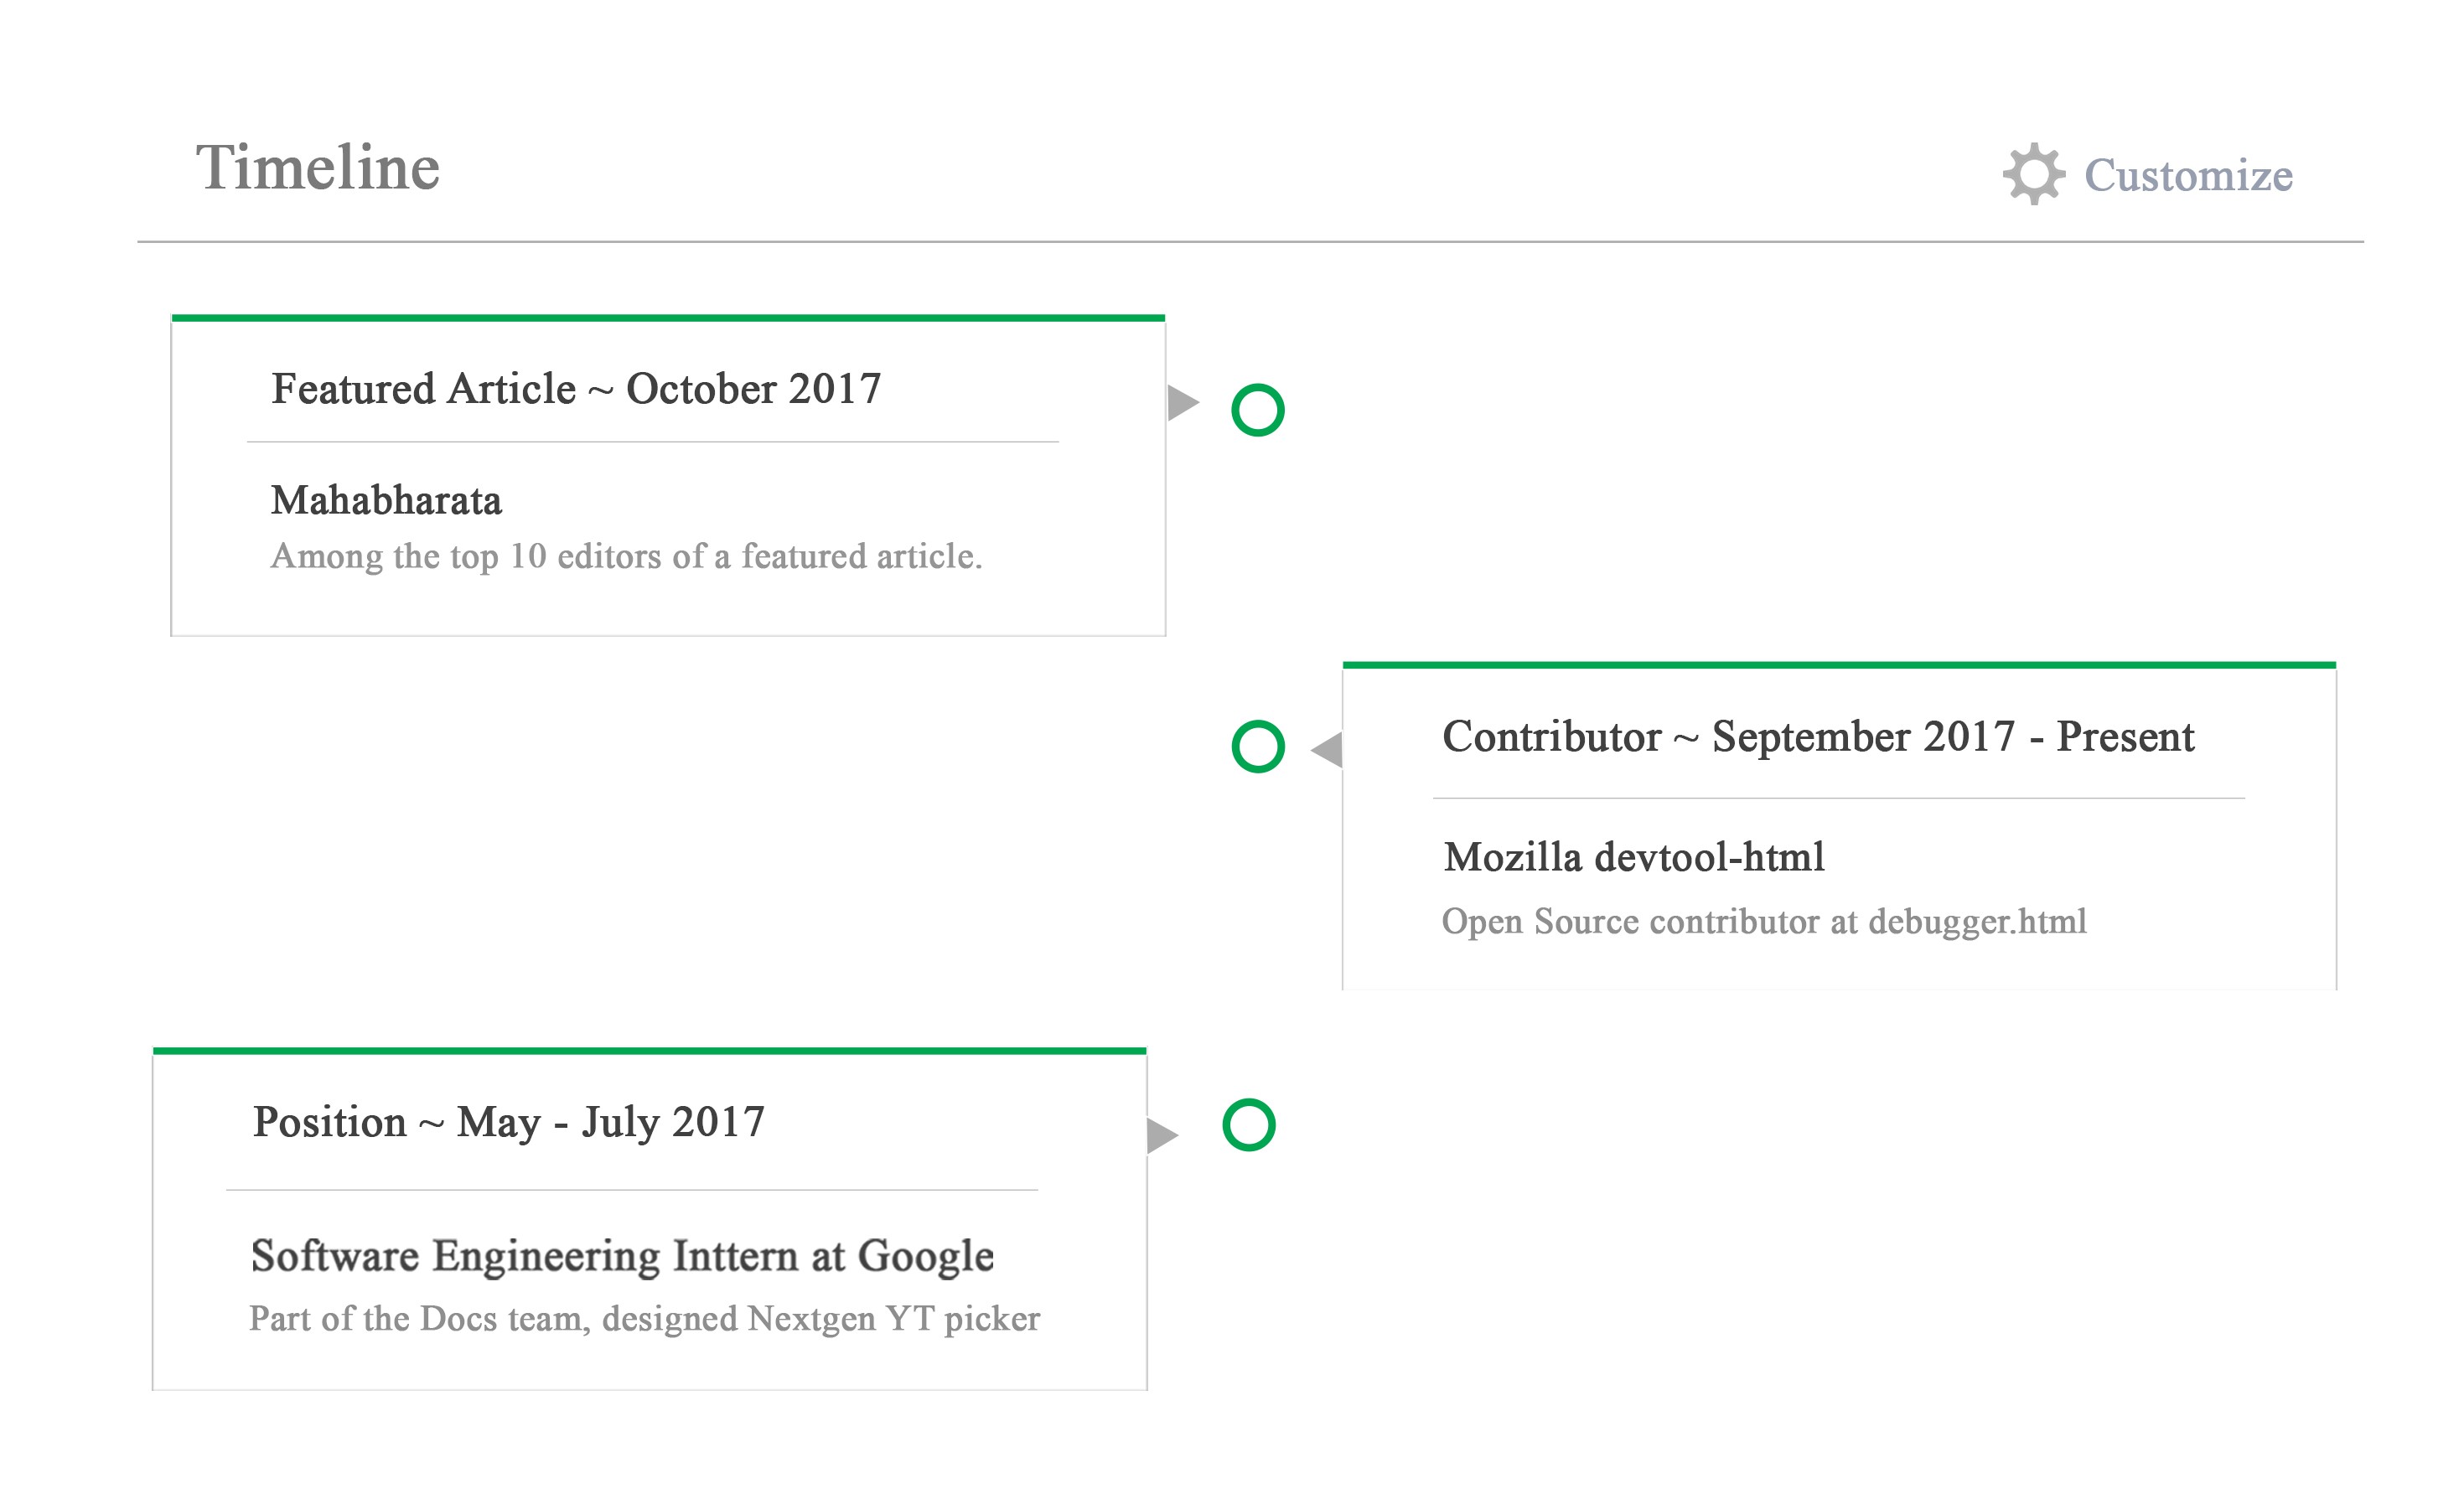 Timeline
Customize
Featured Article ~ October 2017
Mahabharata
Among the top 10 editors of a featured article.
Contributor ~ September 2017 - Present
Mozilla devtool-html
Open Source contributor at debugger.html
Position ~ May - July 2017
Software Engineering Inttern at Google
Part of the Docs team, designed Nextgen YT picker